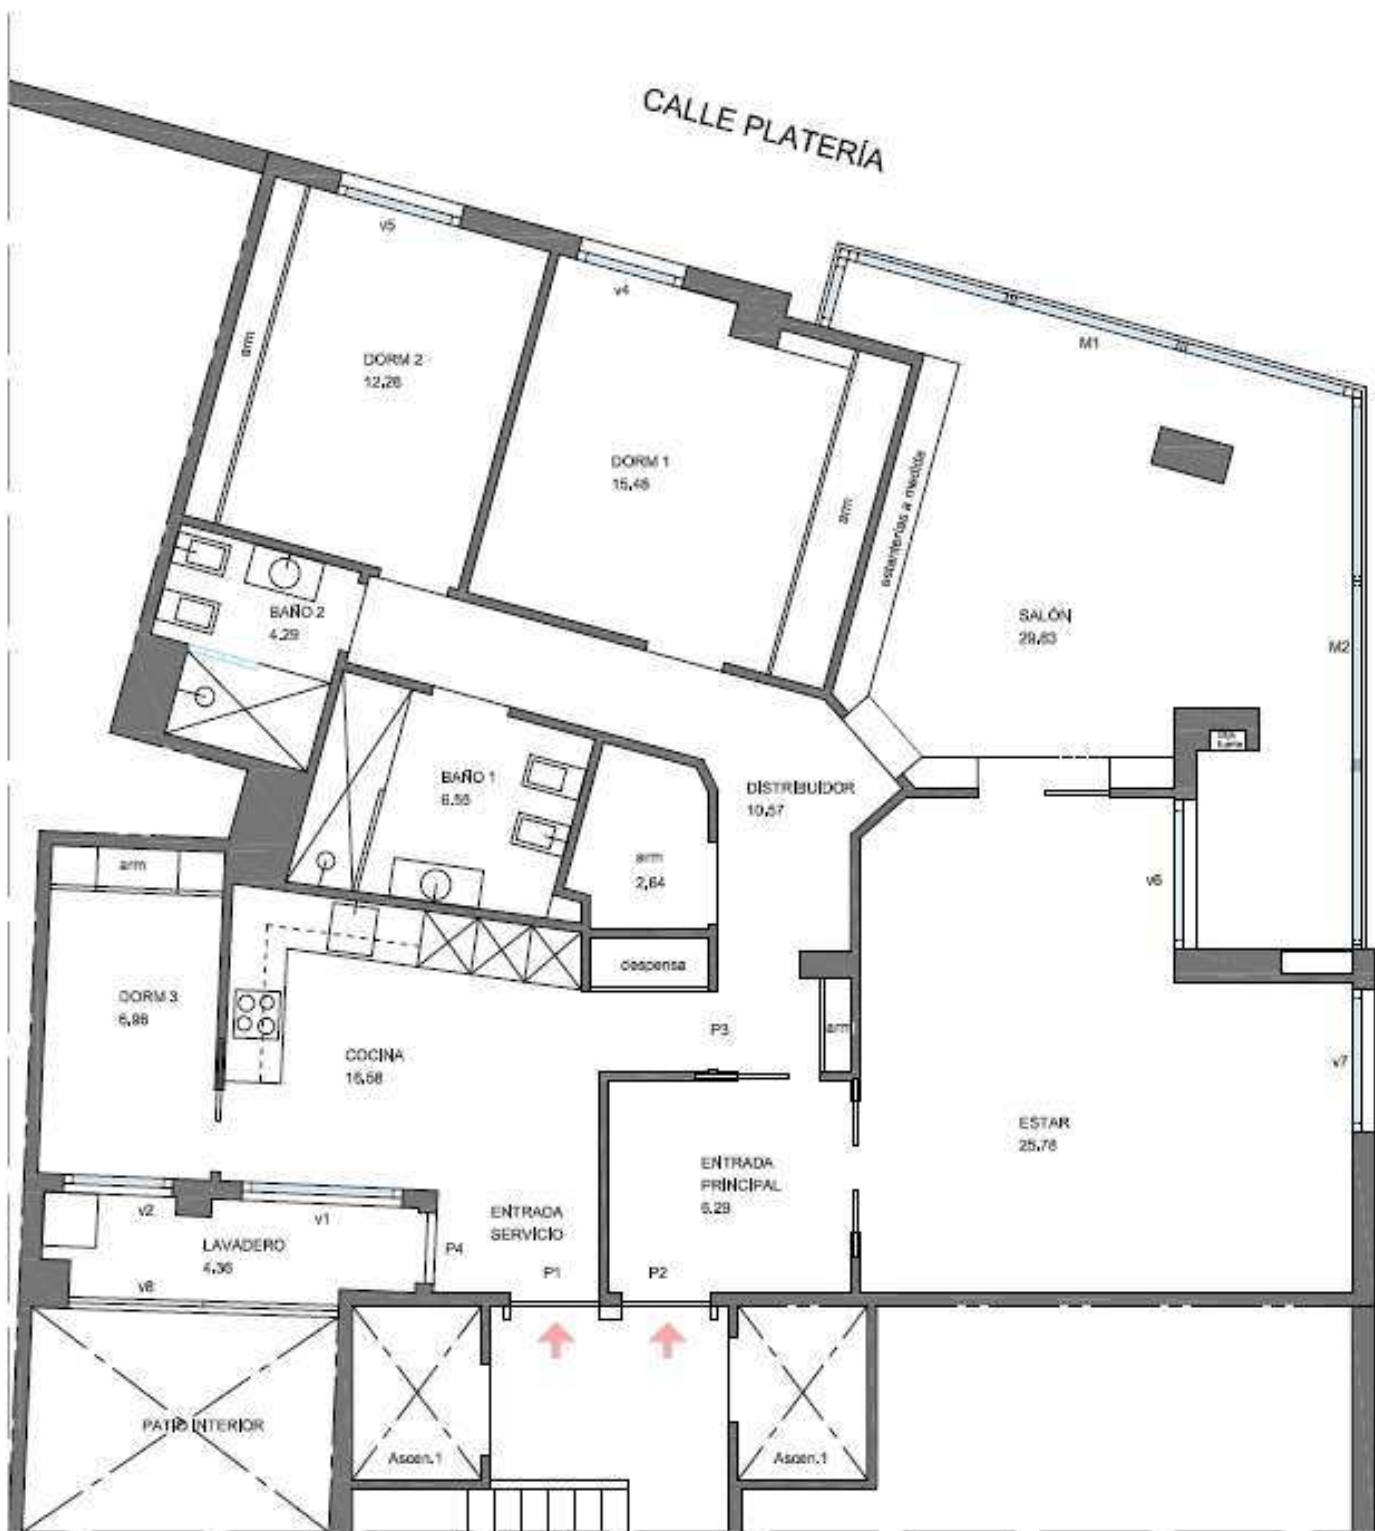 CALLE PLATERÍA
v5
v4
M1
arm
DORM 2
12,26
DORM 1
15,46
arm
estanterías a medida
SALÓN
29,63
M2
BAÑO 2
4,29
BAÑO 1
6,55
DISTRIBUIDOR
10,57
arm
2,64
arm
v6
despensa
DORM 3
6,98
P3
arm
COCINA
16,58
v7
ESTAR
25,78
ENTRADA
PRINCIPAL
6,29
ENTRADA
SERVICIO
v2
v1
LAVADERO
4,36
P4
v8
P1
P2
PATIO INTERIOR
Ascen.1
Ascen.1